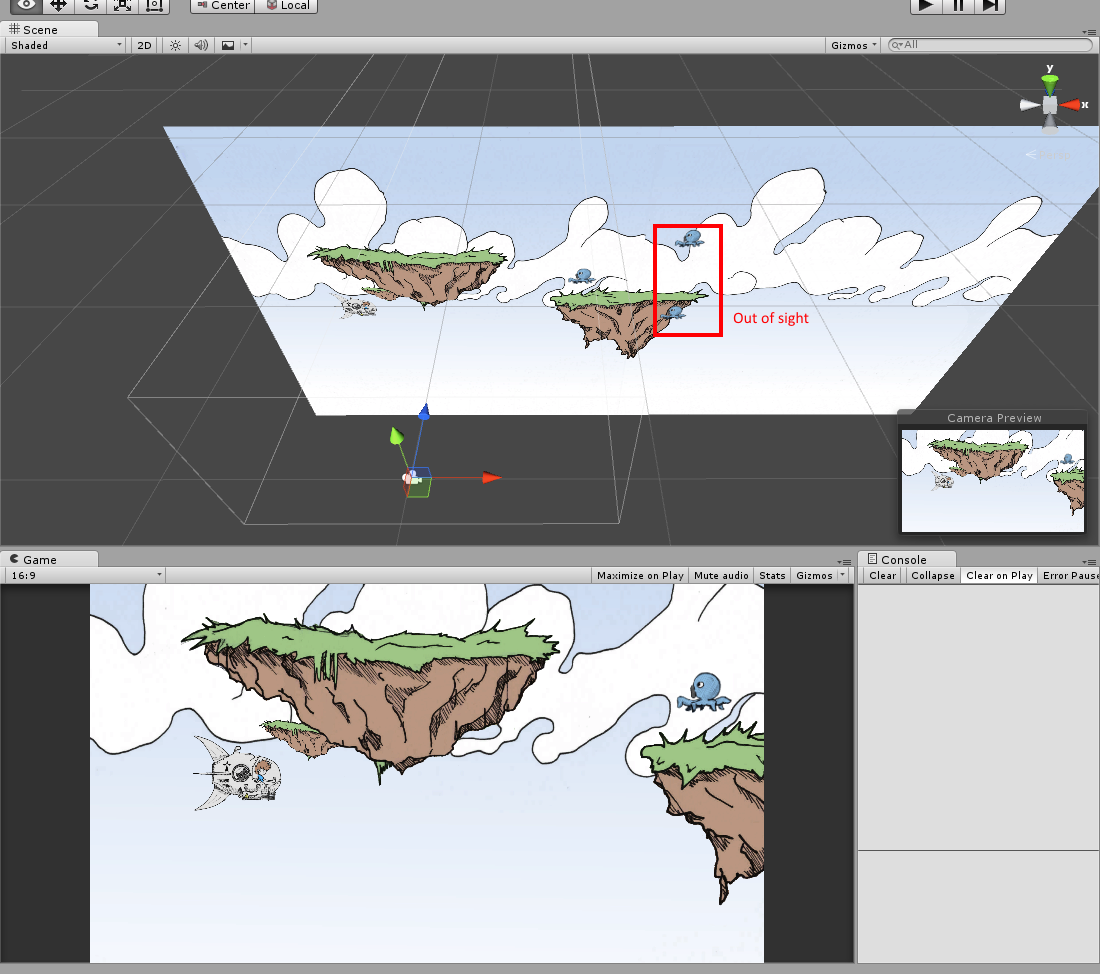 Center Local
Scene
Shaded 2D Gizmos All
y
x
Out of sight
Camera Preview
Game
16:9 Maximize on Play Mute audio Stats Gizmos
Console
Clear Collapse Clear on Play Error Pause